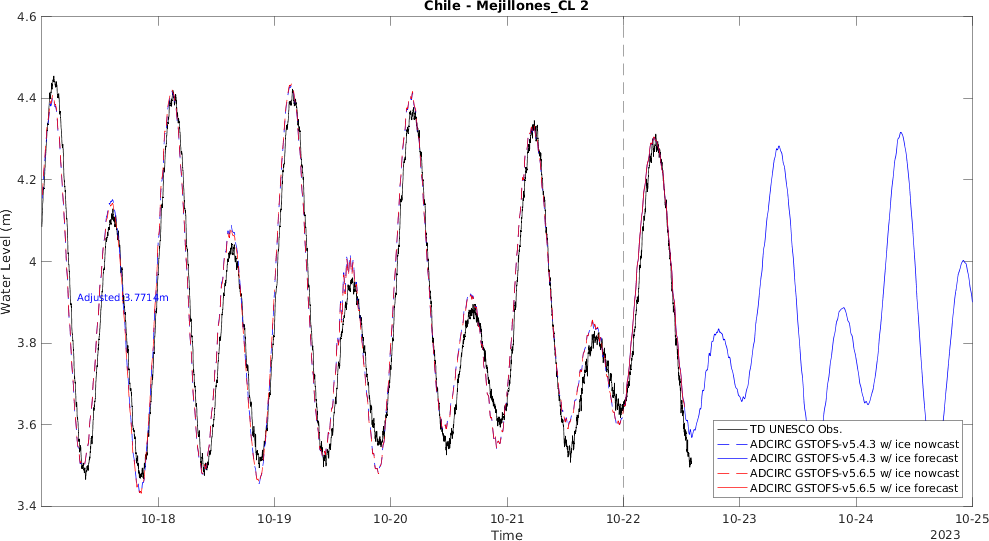 Chile - Mejillones_CL 2
4.6
4.4
4.2
4
3.8
3.6
3.4
Water Level (m)
Adjusted 3.7714m
TD UNESCO Obs.
ADCIRC GSTOFS-v5.4.3 w/ ice nowcast
ADCIRC GSTOFS-v5.4.3 w/ ice forecast
ADCIRC GSTOFS-v5.6.5 w/ ice nowcast
ADCIRC GSTOFS-v5.6.5 w/ ice forecast
10-18 10-19 10-20 10-21 10-22 10-23 10-24 10-25
Time
2023